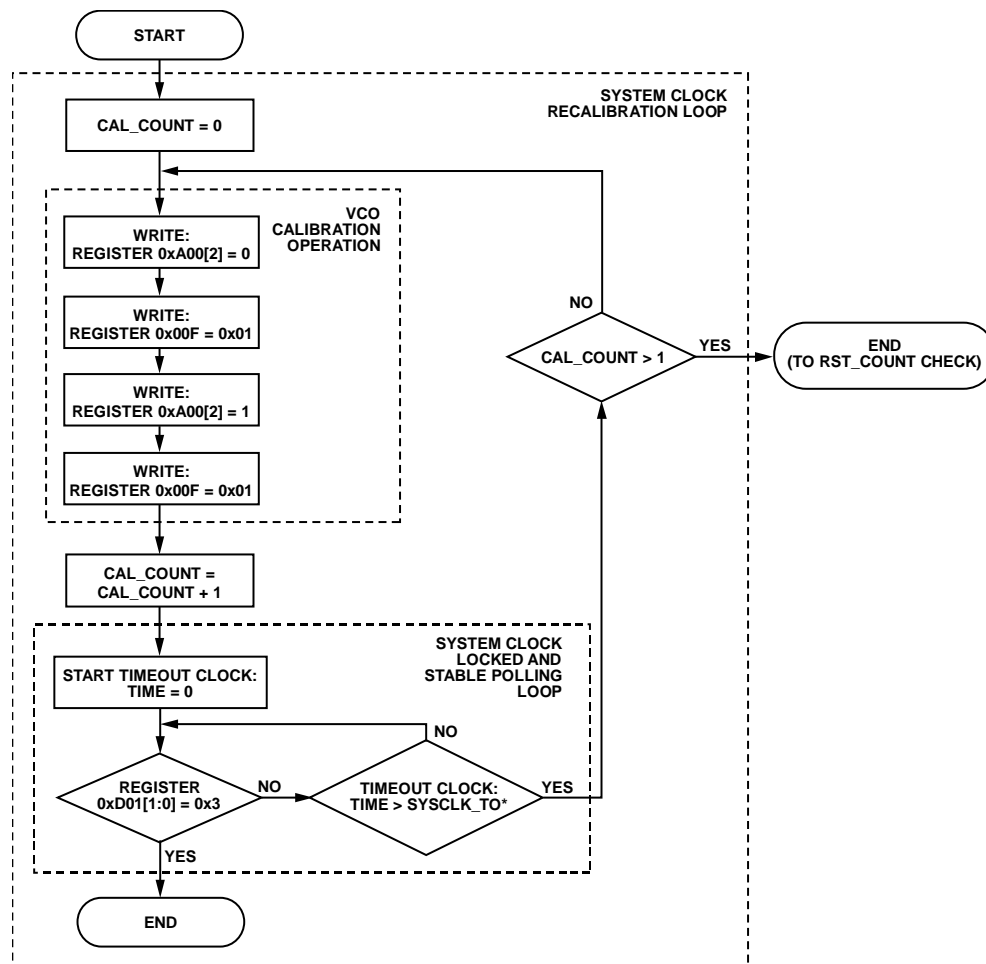 START
SYSTEM CLOCK
RECALIBRATION LOOP
CAL_COUNT = 0
VCO
CALIBRATION
OPERATION
WRITE:
REGISTER 0xA00[2] = 0
WRITE:
REGISTER 0x00F = 0x01
NO
CAL_COUNT > 1
YES
END
(TO RST_COUNT CHECK)
WRITE:
REGISTER 0xA00[2] = 1
WRITE:
REGISTER 0x00F = 0x01
CAL_COUNT =
CAL_COUNT + 1
SYSTEM CLOCK
LOCKED AND
STABLE POLLING
LOOP
START TIMEOUT CLOCK:
TIME = 0
NO
REGISTER
0xD01[1:0] = 0x3
NO
TIMEOUT CLOCK:
TIME > SYSCLK_TO*
YES
YES
END